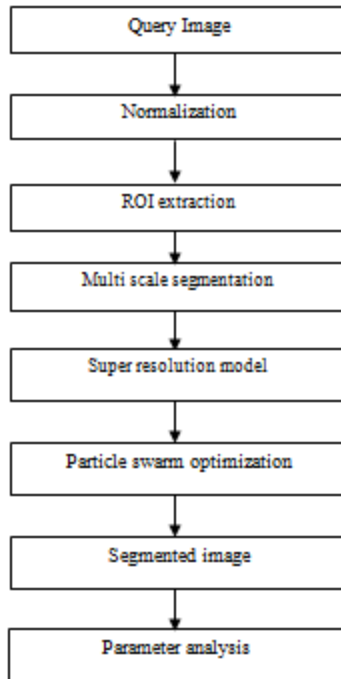 Query Image
Normalization
ROI extraction
Multi scale segmentation
Super resolution model
Particle swarm optimization
Segmented image
Parameter analysis